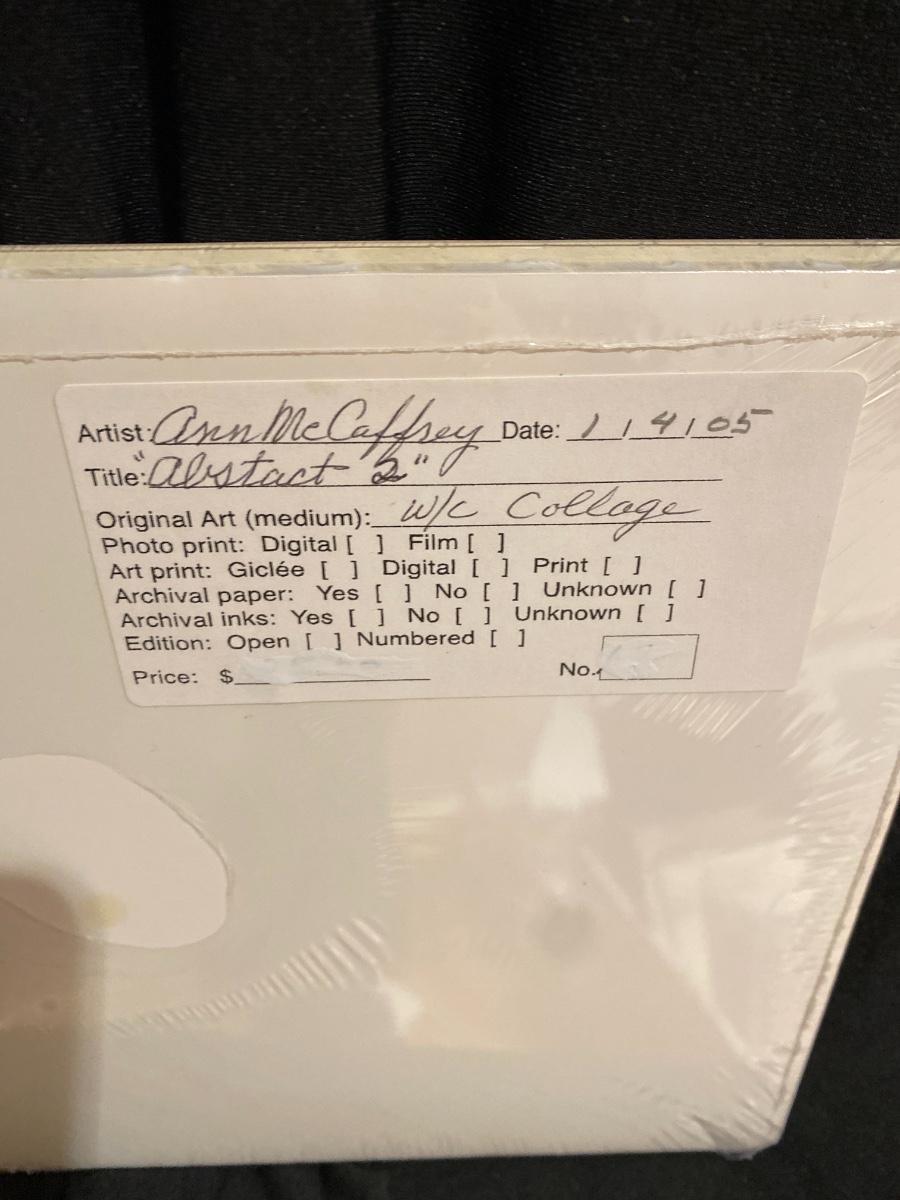 Artist: Ann McCaffrey Date: 1/4/05
Title: "Abstact 2"
Original Art (medium): W/C Collage
Photo print: Digital [ ] Film [ ]
Art print: Giclée [ ] Digital [ ] Print [ ]
Archival paper: Yes [ ] No [ ] Unknown [ ]
Archival inks: Yes [ ] No [ ] Unknown [ ]
Edition: Open [ ] Numbered [ ]
Price: $ No.